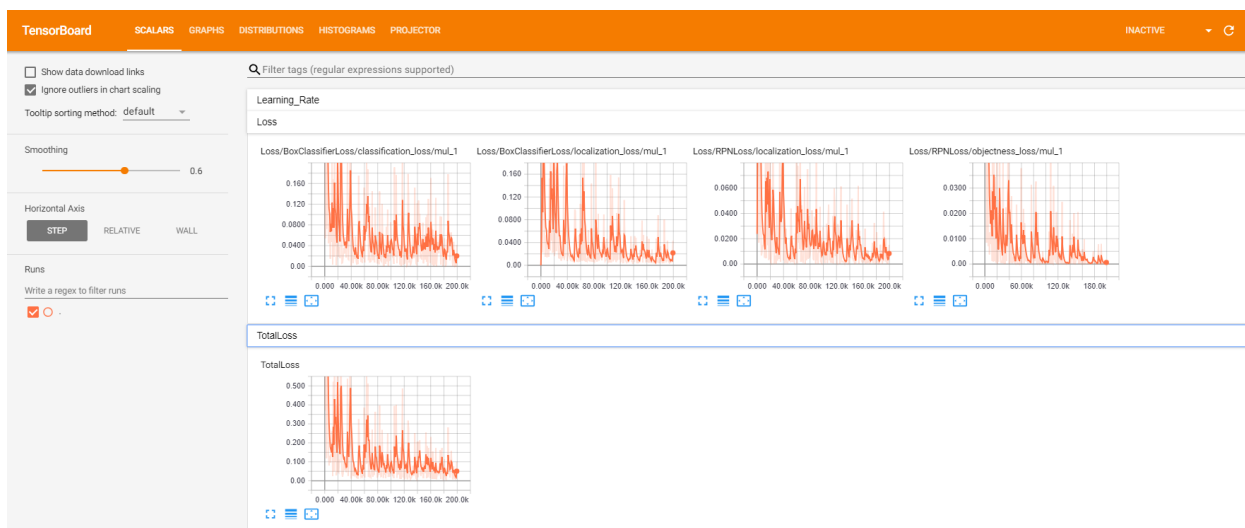 TensorBoard SCALARS GRAPHS DISTRIBUTIONS HISTOGRAMS PROJECTOR INACTIVE
Show data download links
Ignore outliers in chart scaling
Tooltip sorting method: default
Smoothing
0.6
Horizontal Axis
STEP RELATIVE WALL
Runs
Write a regex to filter runs
.
Filter tags (regular expressions supported)
Learning_Rate
Loss
Loss/BoxClassifierLoss/classification_loss/mul_1
0.160
0.120
0.0800
0.0400
0.00
0.000 40.00k 80.00k 120.0k 160.0k 200.0k
Loss/BoxClassifierLoss/localization_loss/mul_1
0.160
0.120
0.0800
0.0400
0.00
0.000 40.00k 80.00k 120.0k 160.0k 200.0k
Loss/RPNLoss/localization_loss/mul_1
0.0600
0.0400
0.0200
0.00
0.000 40.00k 80.00k 120.0k 160.0k 200.0k
Loss/RPNLoss/objectness_loss/mul_1
0.0300
0.0200
0.0100
0.00
0.000 60.00k 120.0k 180.0k
TotalLoss
TotalLoss
0.500
0.400
0.300
0.200
0.100
0.00
0.000 40.00k 80.00k 120.0k 160.0k 200.0k